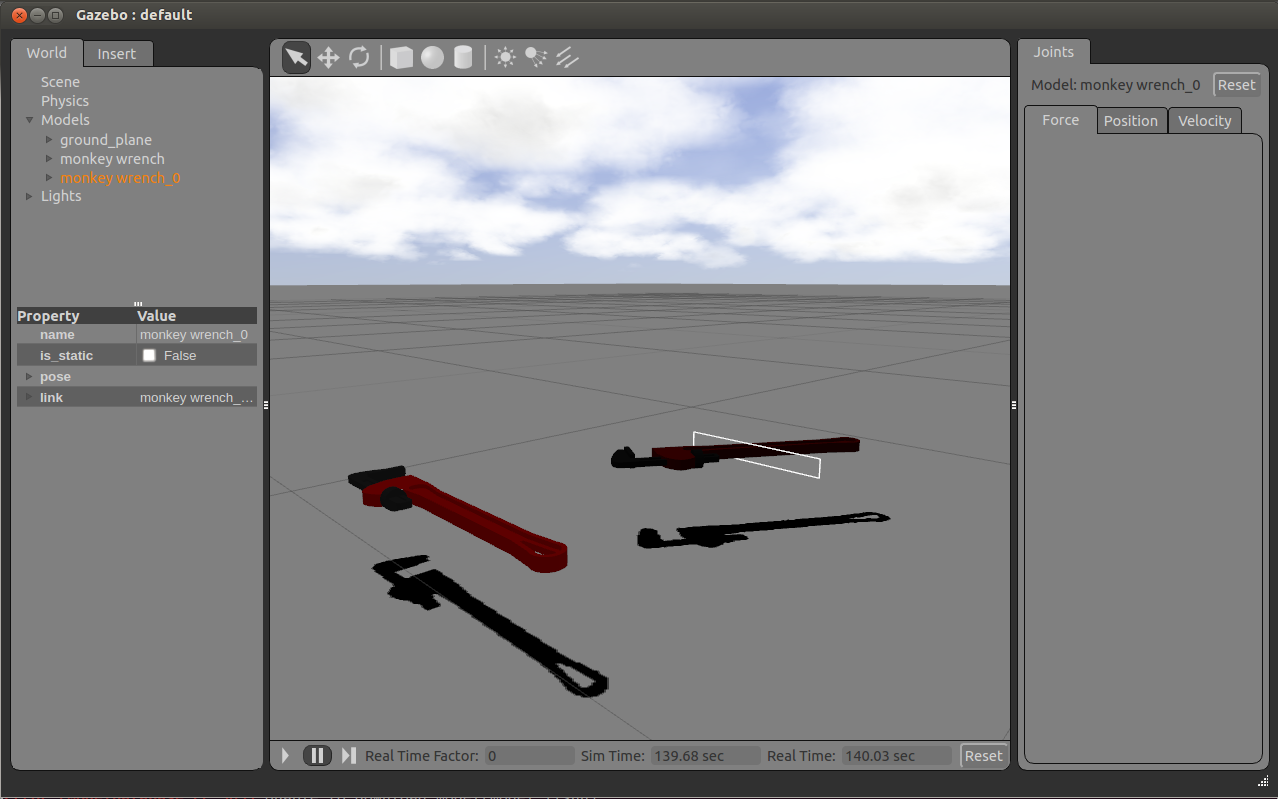 Gazebo : default
World
Insert
Scene
Physics
Models
ground_plane
monkey wrench
monkey wrench_0
Lights
Property Value
name monkey wrench_0
is_static False
pose
link monkey wrench_...
Real Time Factor: 0 Sim Time: 139.68 sec Real Time: 140.03 sec Reset
Joints
Model: monkey wrench_0 Reset
Force Position Velocity